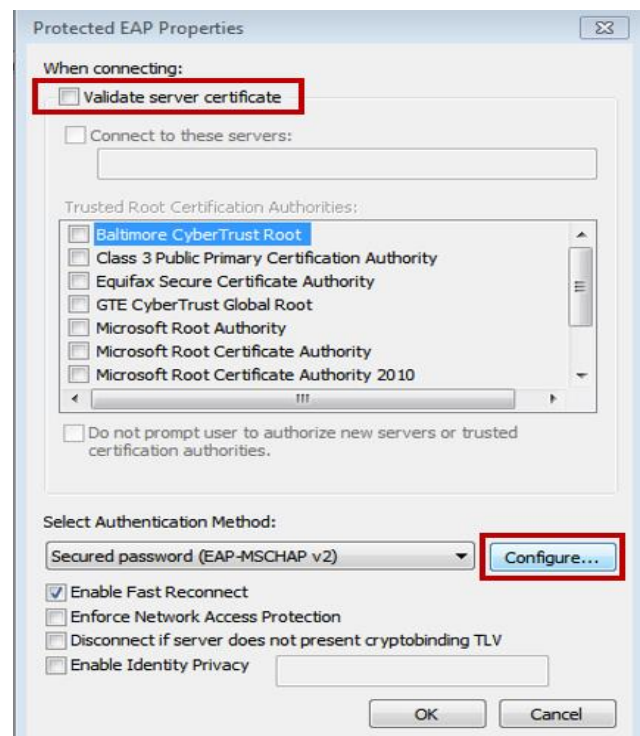 Protected EAP Properties
When connecting:
Validate server certificate
Connect to these servers:
Trusted Root Certification Authorities:
Baltimore CyberTrust Root
Class 3 Public Primary Certification Authority
Equifax Secure Certificate Authority
GTE CyberTrust Global Root
Microsoft Root Authority
Microsoft Root Certificate Authority
Microsoft Root Certificate Authority 2010
Do not prompt user to authorize new servers or trusted
certification authorities.
Select Authentication Method:
Secured password (EAP-MSCHAP v2) Configure...
Enable Fast Reconnect
Enforce Network Access Protection
Disconnect if server does not present cryptobinding TLV
Enable Identity Privacy
OK Cancel